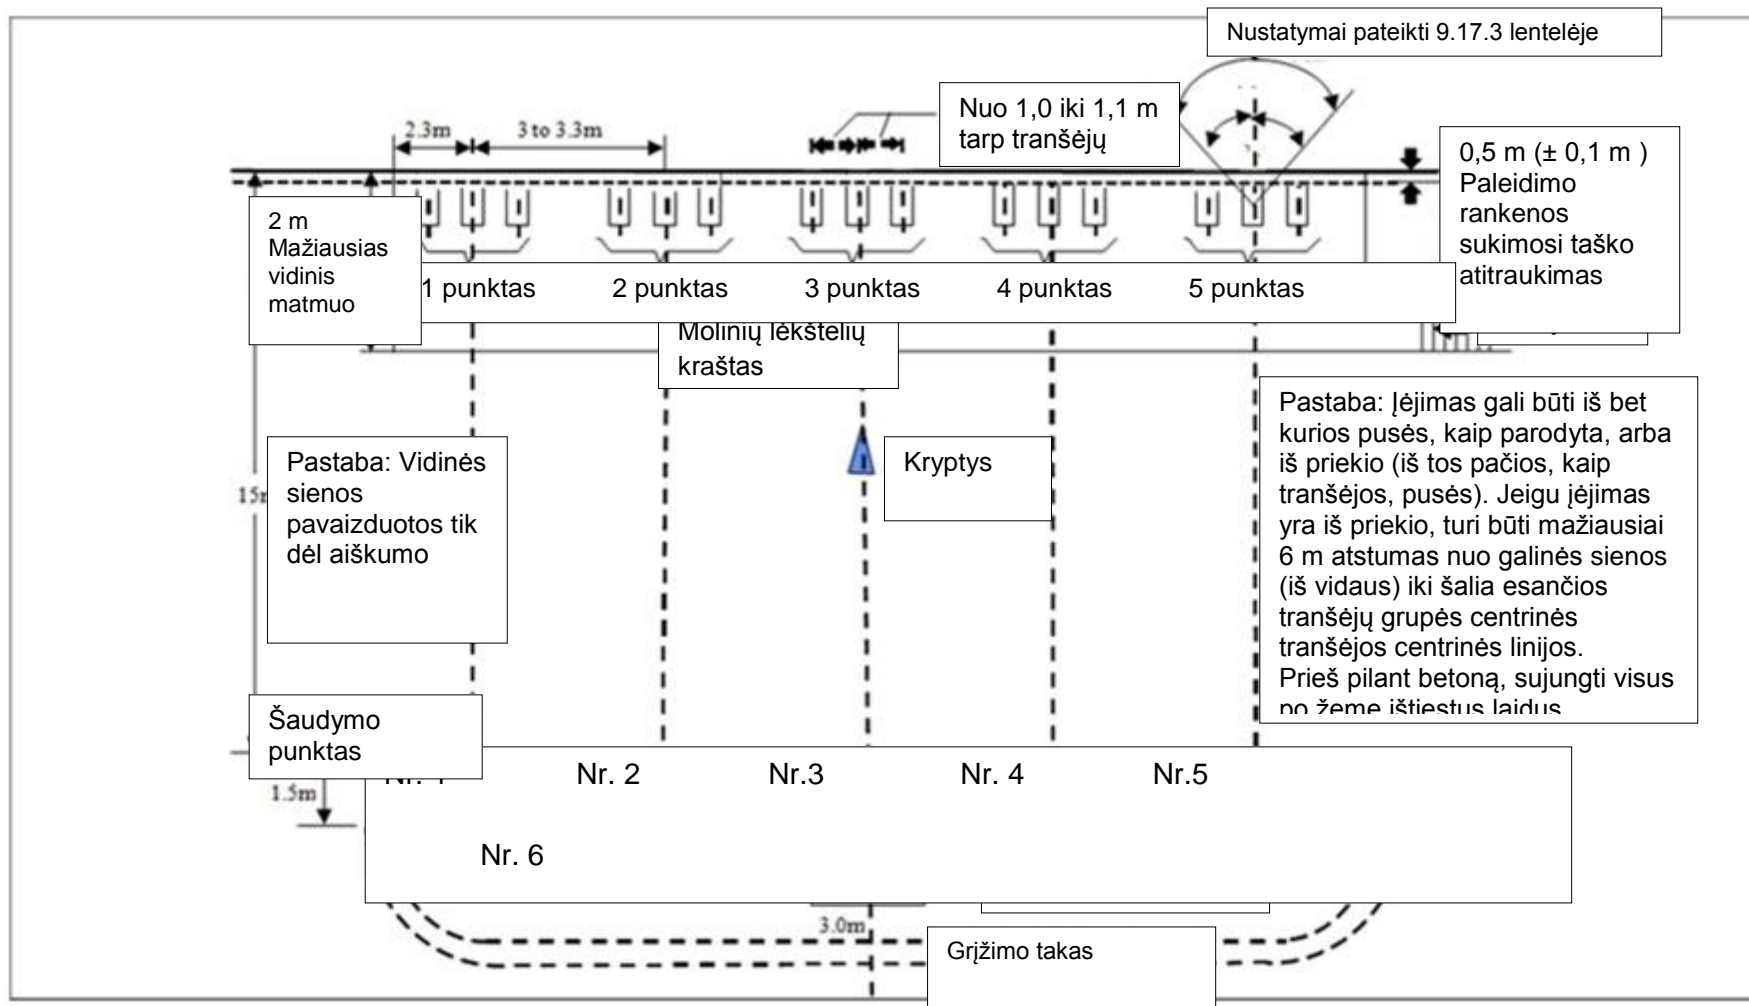 Nustatymai pateikti 9.17.3 lentelėje
2.3m
3 to 3.3m
Nuo 1,0 iki 1,1 m
tarp tranšėjų
0,5 m (± 0,1 m )
Paleidimo
rankenos
sukimosi taško
atitraukimas
2 m
Mažiausias
vidinis
matmuo
1 punktas 2 punktas 3 punktas 4 punktas 5 punktas
Molinių lėkštelių
kraštas
Pastaba: Vidinės
sienos
pavaizduotos tik
dėl aiškumo
Kryptys
Pastaba: Įėjimas gali būti iš bet
kurios pusės, kaip parodyta, arba
iš priekio (iš tos pačios, kaip
tranšėjos, pusės). Jeigu įėjimas
yra iš priekio, turi būti mažiausiai
6 m atstumas nuo galinės sienos
(iš vidaus) iki šalia esančios
tranšėjų grupės centrinės
tranšėjos centrinės linijos.
Prieš pilant betoną, sujungti visus
po žeme ištiestus laidus
15m
Šaudymo
punktas
Nr. 1 Nr. 2 Nr.3 Nr. 4 Nr.5
1.5m
Nr. 6
3.0m
Grįžimo takas